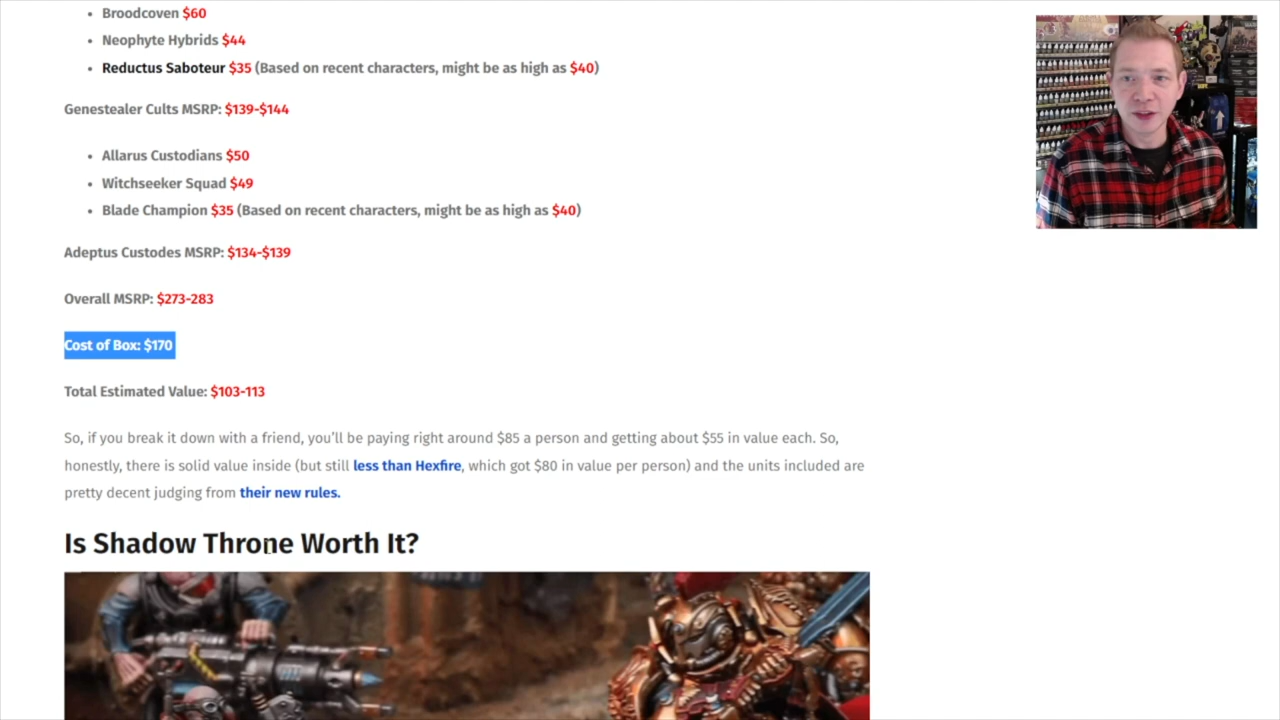 Broodcoven $60
Neophyte Hybrids $44
Reductus Saboteur $35 (Based on recent characters, might be as high as $40)
Genestealer Cults MSRP: $139-$144
Allarus Custodians $50
Witchseeker Squad $49
Blade Champion $35 (Based on recent characters, might be as high as $40)
Adeptus Custodes MSRP: $134-$139
Overall MSRP: $273-283
Cost of Box: $170
Total Estimated Value: $103-113
So, if you break it down with a friend, you’ll be paying right around $85 a person and getting about $55 in value each. So,
honestly, there is solid value inside (but still less than Hexfire, which got $80 in value per person) and the units included are
pretty decent judging from their new rules.
Is Shadow Throne Worth It?